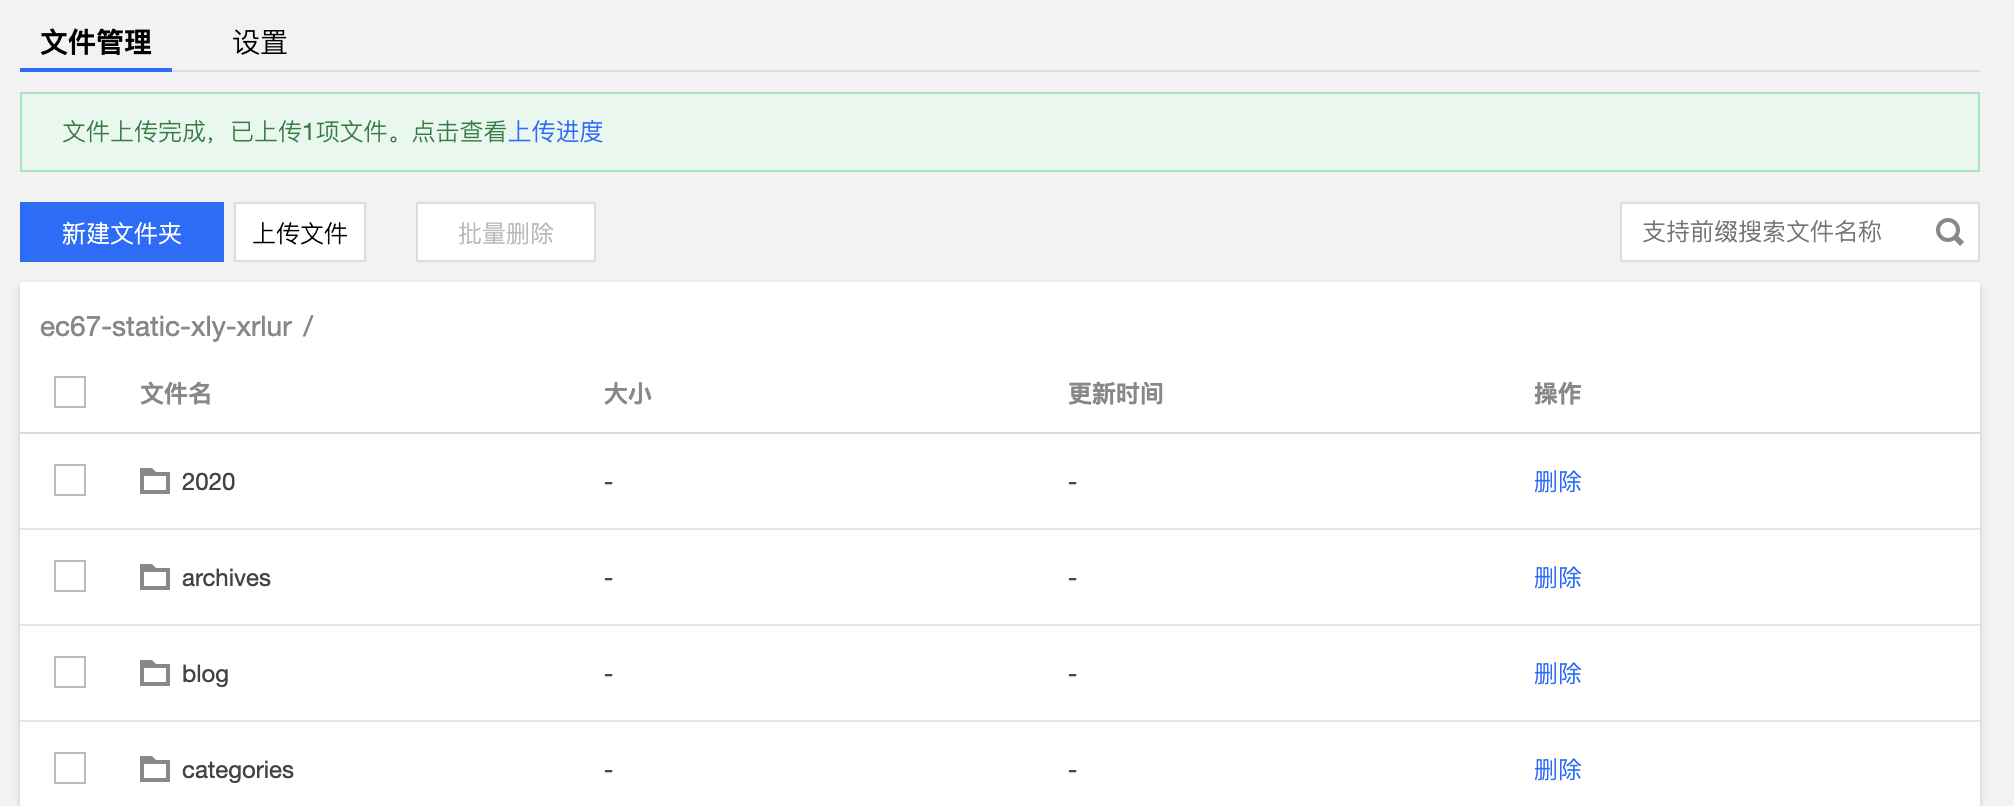 文件管理 设置
文件上传完成，已上传1项文件。点击查看上传进度
新建文件夹 上传文件 批量删除 支持前缀搜索文件名称
ec67-static-xly-xrlur /
文件名 大小 更新时间 操作
2020 - - 删除
archives - - 删除
blog - - 删除
categories - - 删除